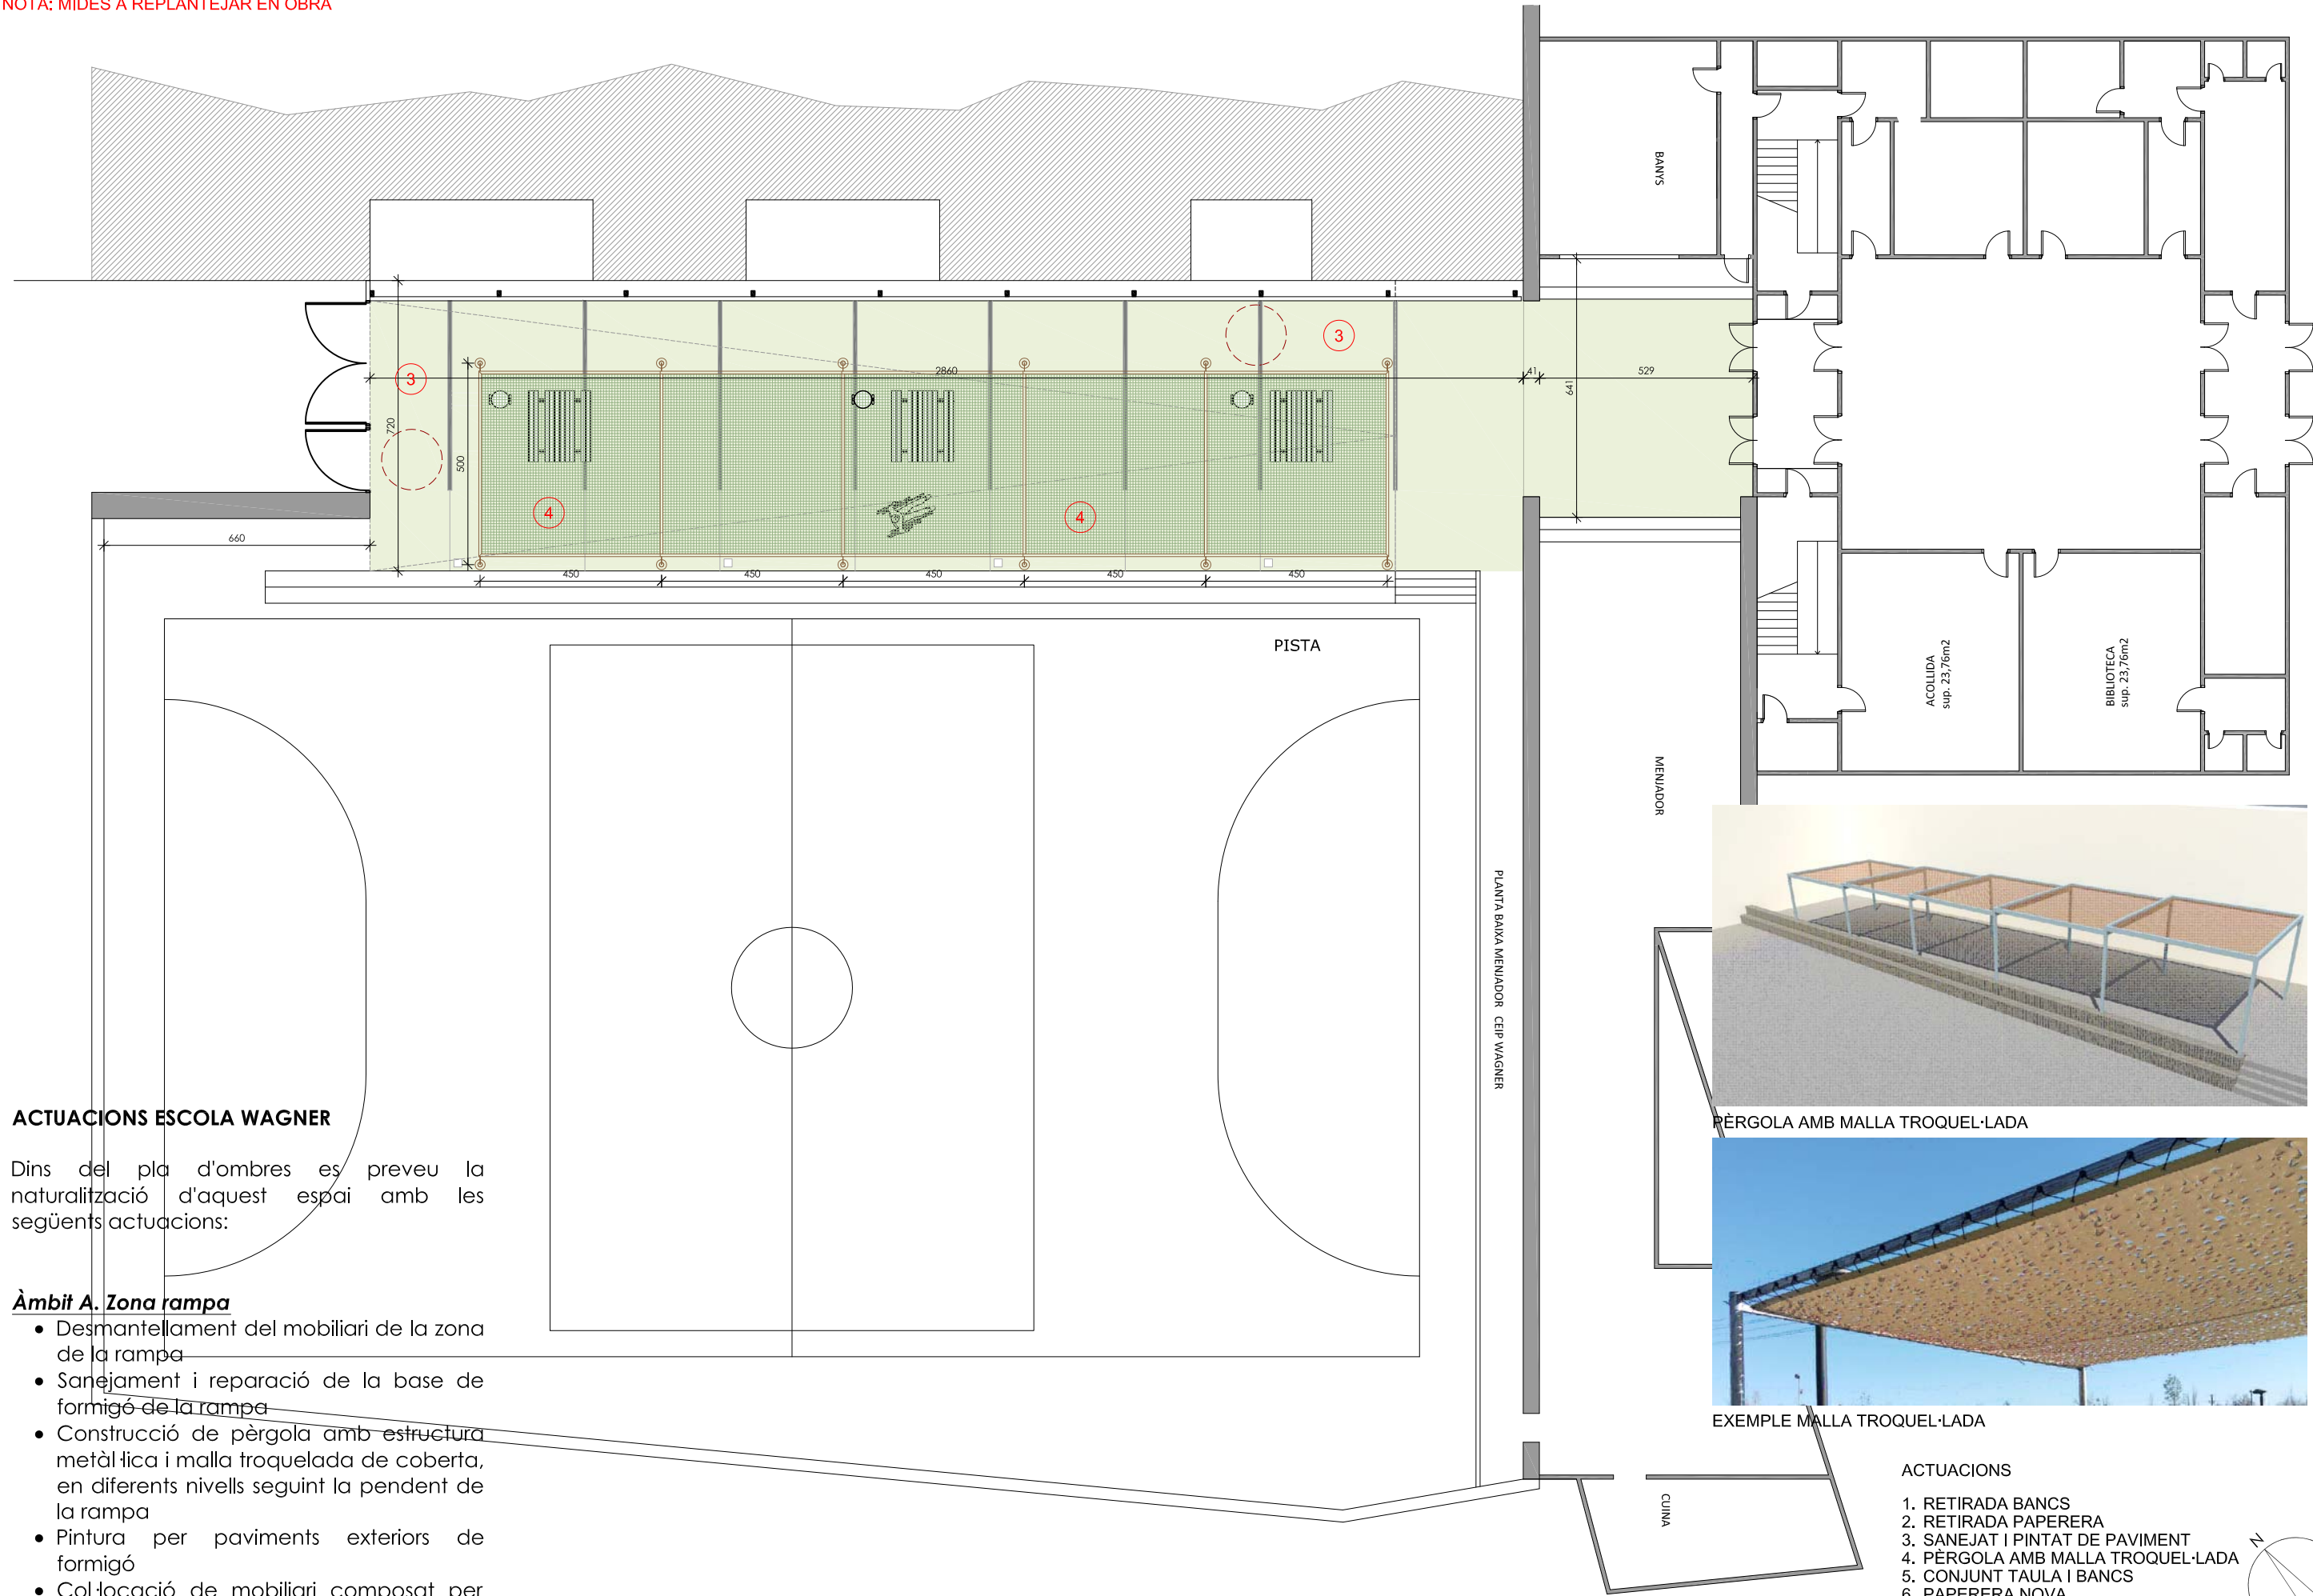 NOTA: MIDES A REPLANTEJAR EN OBRA
BANYS
3
3
2860
41
529
641
720
500
4
4
660
450
450
450
450
450
PISTA
ACOLLIDA
sup. 23,76m2
BIBLIOTECA
sup. 23,76m2
MENJADOR
PLANTA BAIXA MENJADOR CEIP WAGNER
CUINA
ACTUACIONS ESCOLA WAGNER
Dins del pla d'ombres es preveu la
naturalització d'aquest espai amb les
següents actuacions:
Àmbit A. Zona rampa
• Desmantellament del mobiliari de la zona
de la rampa
• Sanejament i reparació de la base de
formigó de la rampa
• Construcció de pèrgola amb estructura
metàl·lica i malla troquelada de coberta,
en diferents nivells seguint la pendent de
la rampa
• Pintura per paviments exteriors de
formigó
• Col·locació de mobiliari composat per
PÈRGOLA AMB MALLA TROQUEL·LADA
EXEMPLE MALLA TROQUEL·LADA
ACTUACIONS
1. RETIRADA BANCS
2. RETIRADA PAPERERA
3. SANEJAT I PINTAT DE PAVIMENT
4. PÈRGOLA AMB MALLA TROQUEL·LADA
5. CONJUNT TAULA I BANCS
6. PAPERERA NOVA
N